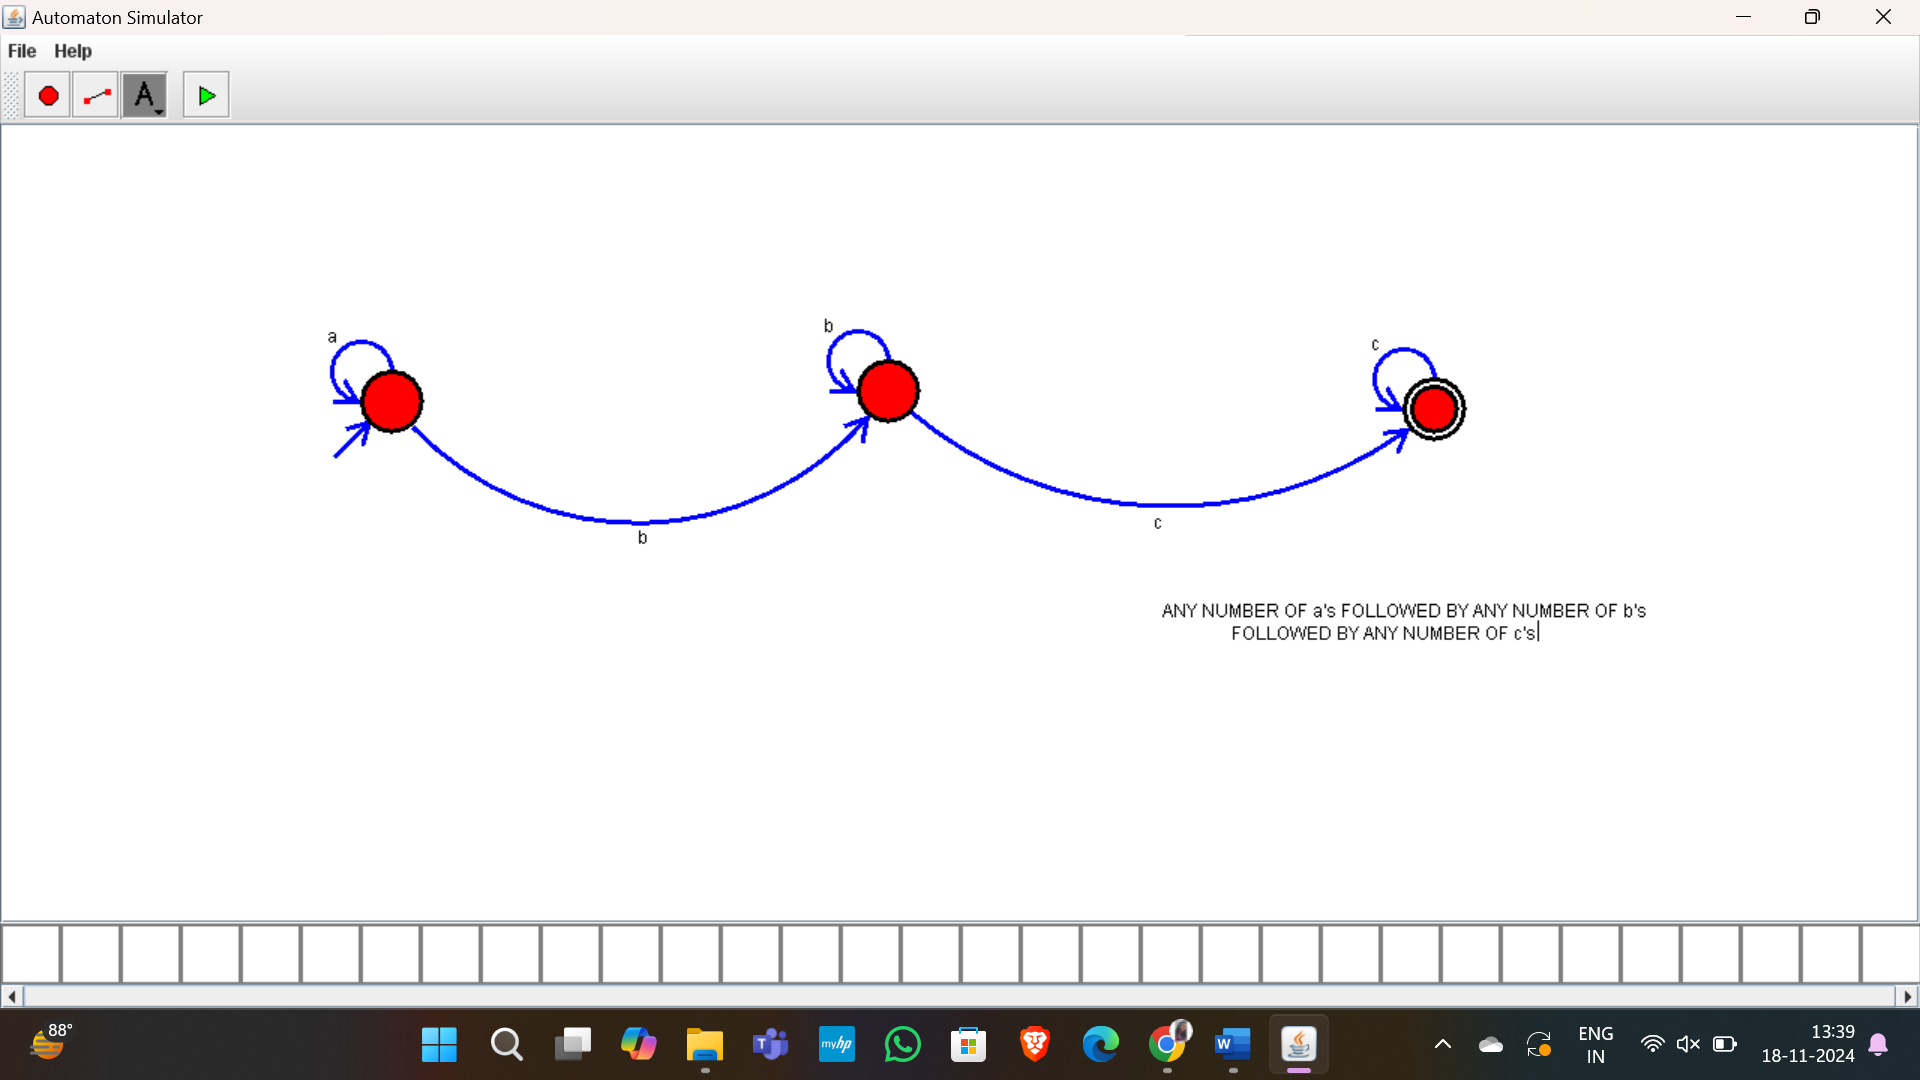 Automaton Simulator
File Help
A
a
b
c
b
c
ANY NUMBER OF a's FOLLOWED BY ANY NUMBER OF b's
FOLLOWED BY ANY NUMBER OF c's
88°
T
myhp
W
ENG
IN
13:39
18-11-2024